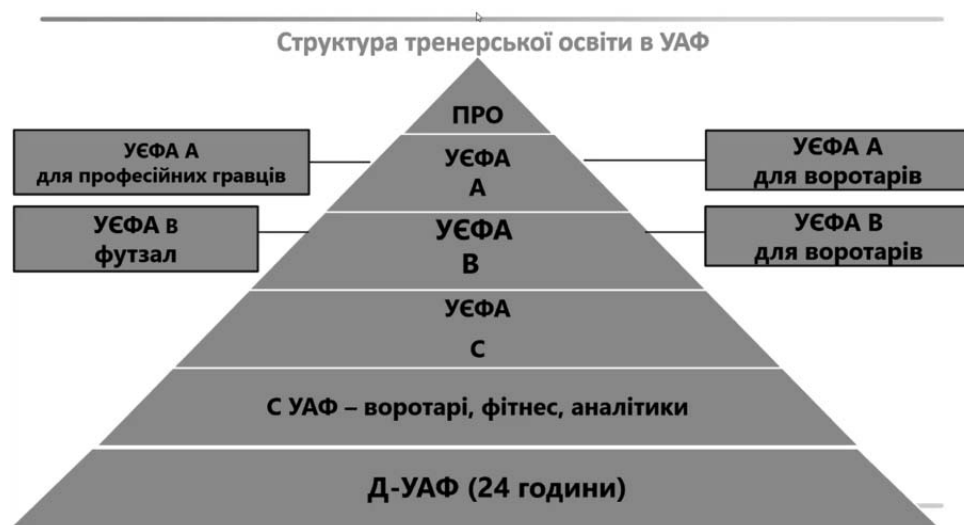 Структура тренерської освіти в УАФ
ПРО
УЄФА А
для професійних гравців
УЄФА
А
УЄФА А
для воротарів
УЄФА В
футзал
УЄФА
В
УЄФА В
для воротарів
УЄФА
С
С УАФ – воротарі, фітнес, аналітики
Д-УАФ (24 години)